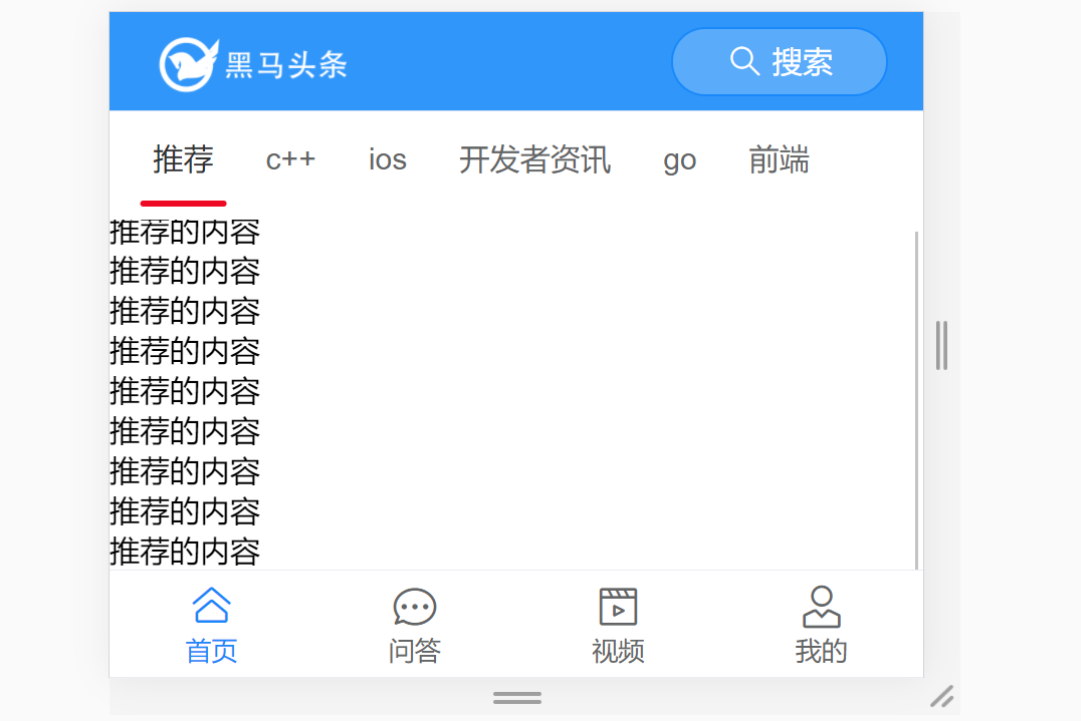 黑马头条 搜索
推荐 c++ ios 开发者资讯 go 前端
推荐的内容
推荐的内容
推荐的内容
推荐的内容
推荐的内容
推荐的内容
推荐的内容
推荐的内容
推荐的内容
首页 问答 视频 我的